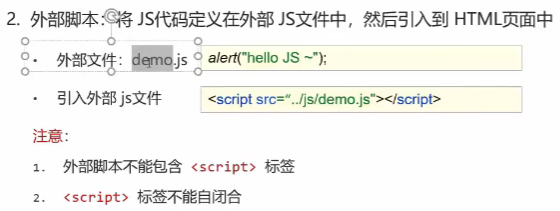 2. 外部脚本：将 JS代码定义在外部 JS文件中，然后引入到 HTML页面中
• 外部文件：demo.js alert("hello JS ~");
• 引入外部 js文件 <script src=“../js/demo.js"></script>
注意：
1. 外部脚本不能包含 <script> 标签
2. <script> 标签不能自闭合